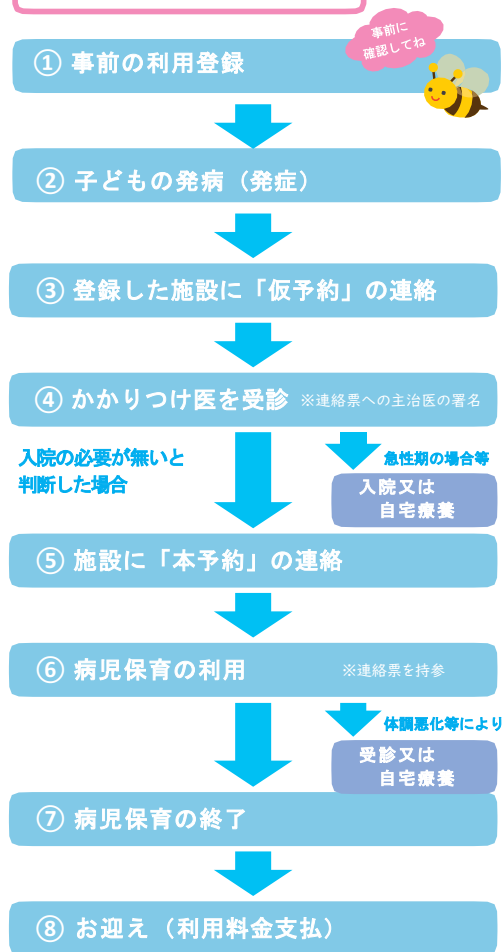 事前に
確認してね
① 事前の利用登録
② 子どもの発病（発症）
③ 登録した施設に「仮予約」の連絡
④ かかりつけ医を受診 ※連絡票への主治医の署名
入院の必要が無いと
判断した場合
急性期の場合等
入院又は
自宅療養
⑤ 施設に「本予約」の連絡
⑥ 病児保育の利用 ※連絡票を持参
体調悪化等により
受診又は
自宅療養
⑦ 病児保育の終了
⑧ お迎え（利用料金支払）